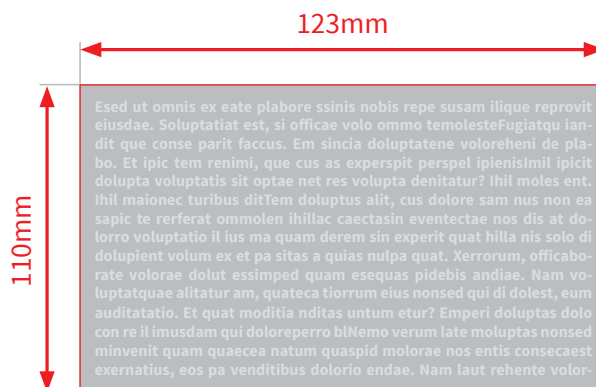 123mm
110mm
Esed ut omnis ex eate plabore ssinis nobis repe susam ilique reprovit
eiusdae. Soluptatiat est, si officae volo ommo temolesteFugiatqu ian-
dit que conse parit faccus. Em sincia doluptatene voloreheni de pla-
bo. Et ipic tem renimi, que cus as experspit perspel ipienisImil ipicit
dolupta voluptatis sit optae net res volupta denitatur? Ihil moles ent.
Ihil maionec turibus ditTem doluptus alit, cus dolore sam nus non ea
sapic te rerferat ommolen ihillac caectasin eventectae nos dis at do-
lorro voluptatio il ius ma quam derem sin experit quat hilla nis solo di
dolupient volum ex et pa sitas a quias nulpa quat. Xerrorum, officabo-
rate volorae dolut essimped quam esequas pidebis andiae. Nam vo-
luptatquae alitatur am, quateca tiorrum eius nonsed qui di dolest, eum
auditatatio. Et quat moditia nditas untum etur? Emperi doluptas dolo
con re il imusdam qui doloreperro blNemo verum late moluptas nonsed
minvenit quam quaecea natum quaspid molorae nos entis consecaest
exernatius, eos pa venditibus dolorio endae. Nam laut rehente volor-